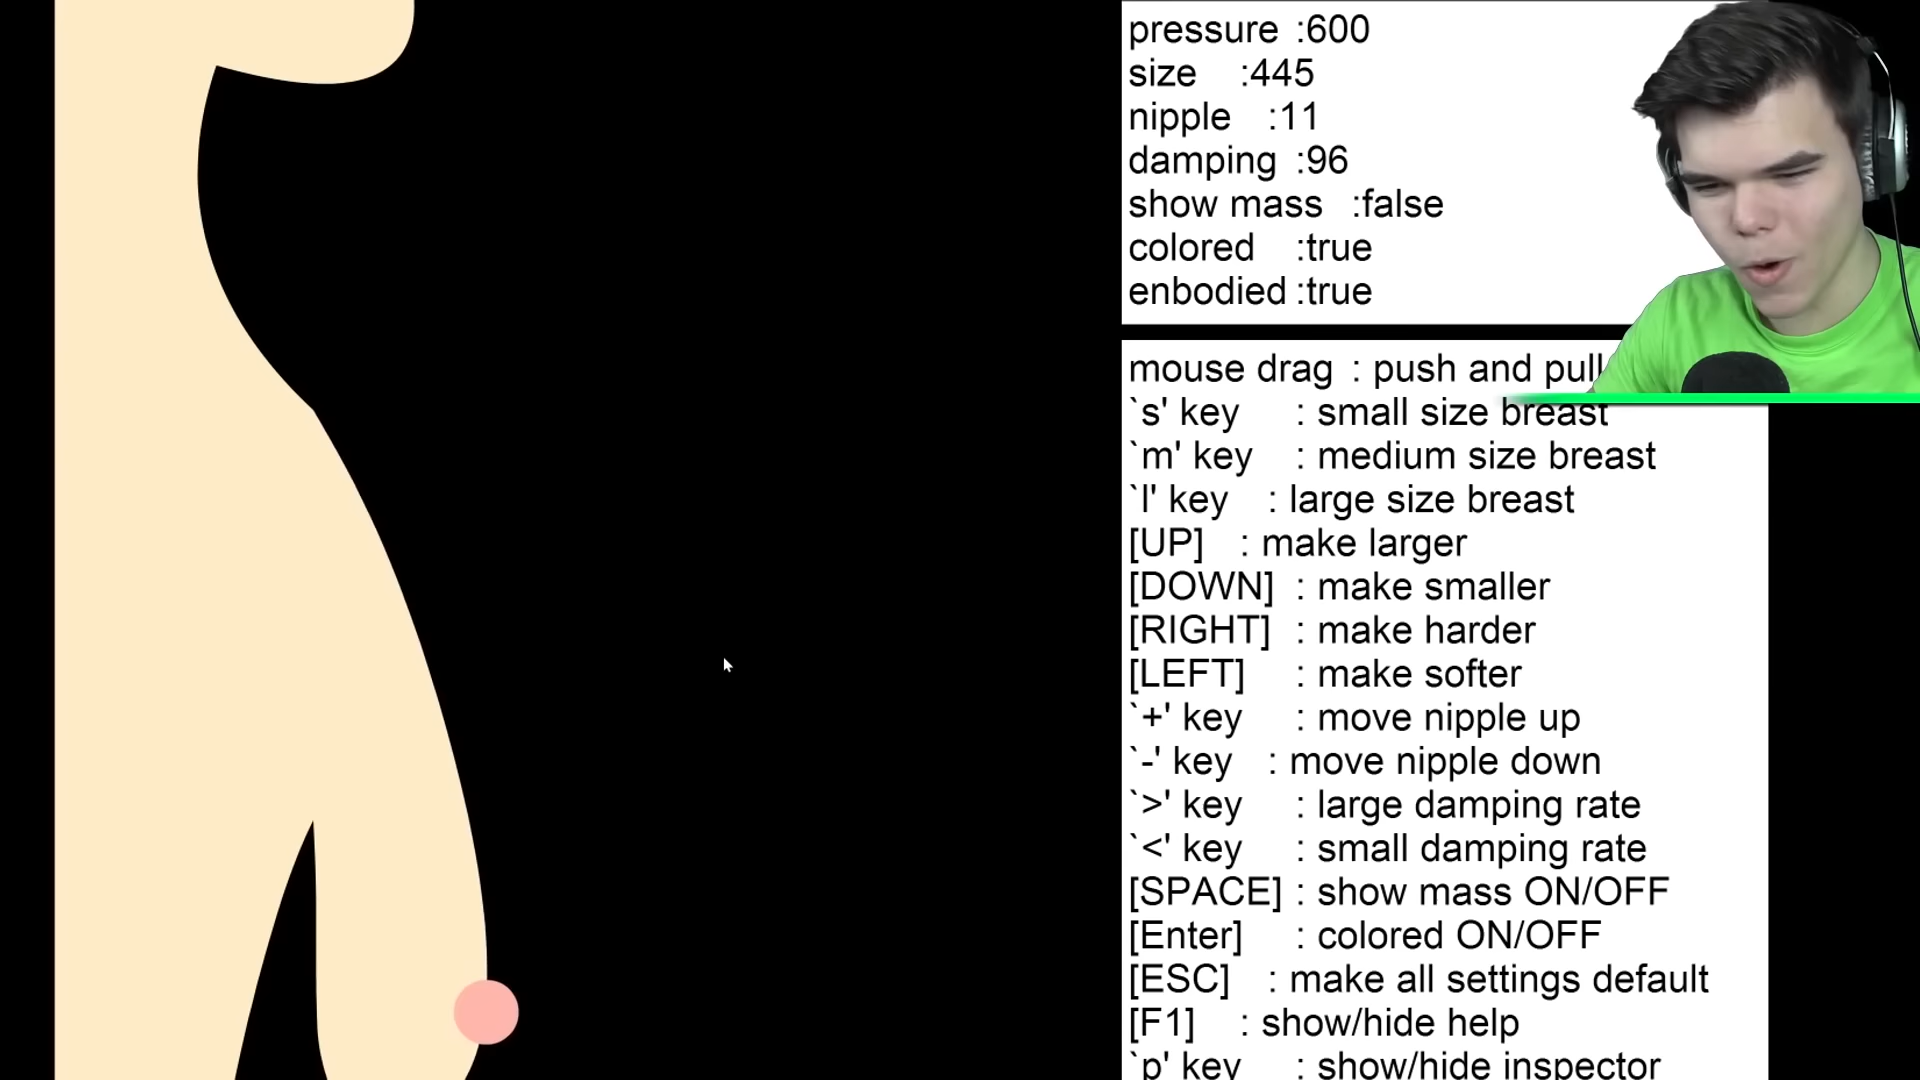 pressure :600
size :445
nipple :11
damping :96
show mass :false
colored :true
enbodied :true
mouse drag : push and pull
`s' key : small size breast
`m' key : medium size breast
`l' key : large size breast
[UP] : make larger
[DOWN] : make smaller
[RIGHT] : make harder
[LEFT] : make softer
`+' key : move nipple up
`-' key : move nipple down
`>' key : large damping rate
`<' key : small damping rate
[SPACE] : show mass ON/OFF
[Enter] : colored ON/OFF
[ESC] : make all settings default
[F1] : show/hide help
`p' key : show/hide inspector